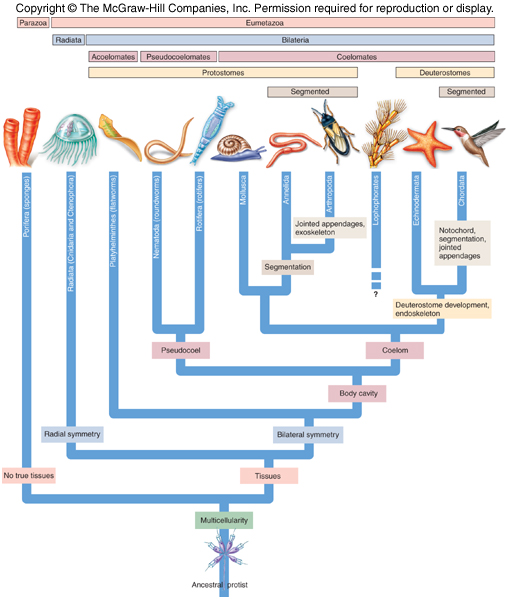 Copyright © The McGraw-Hill Companies, Inc. Permission required for reproduction or display.
Parazoa
Eumetazoa
Radiata
Bilateria
Acoelomates
Pseudocoelomates
Coelomates
Protostomes
Deuterostomes
Segmented
Segmented
Porifera (sponges)
Radiata (Cnidaria and Ctenophora)
Platyhelminthes (flatworms)
Nematoda (roundworms)
Rotifera (rotifers)
Mollusca
Annelida
Arthropoda
Lophophorates
Echinodermata
Chordata
Jointed appendages,
exoskeleton
Notochord,
segmentation,
jointed
appendages
Segmentation
?
Deuterostome development,
endoskeleton
Pseudocoel
Coelom
Body cavity
Radial symmetry
Bilateral symmetry
No true tissues
Tissues
Multicellularity
Ancestral protist